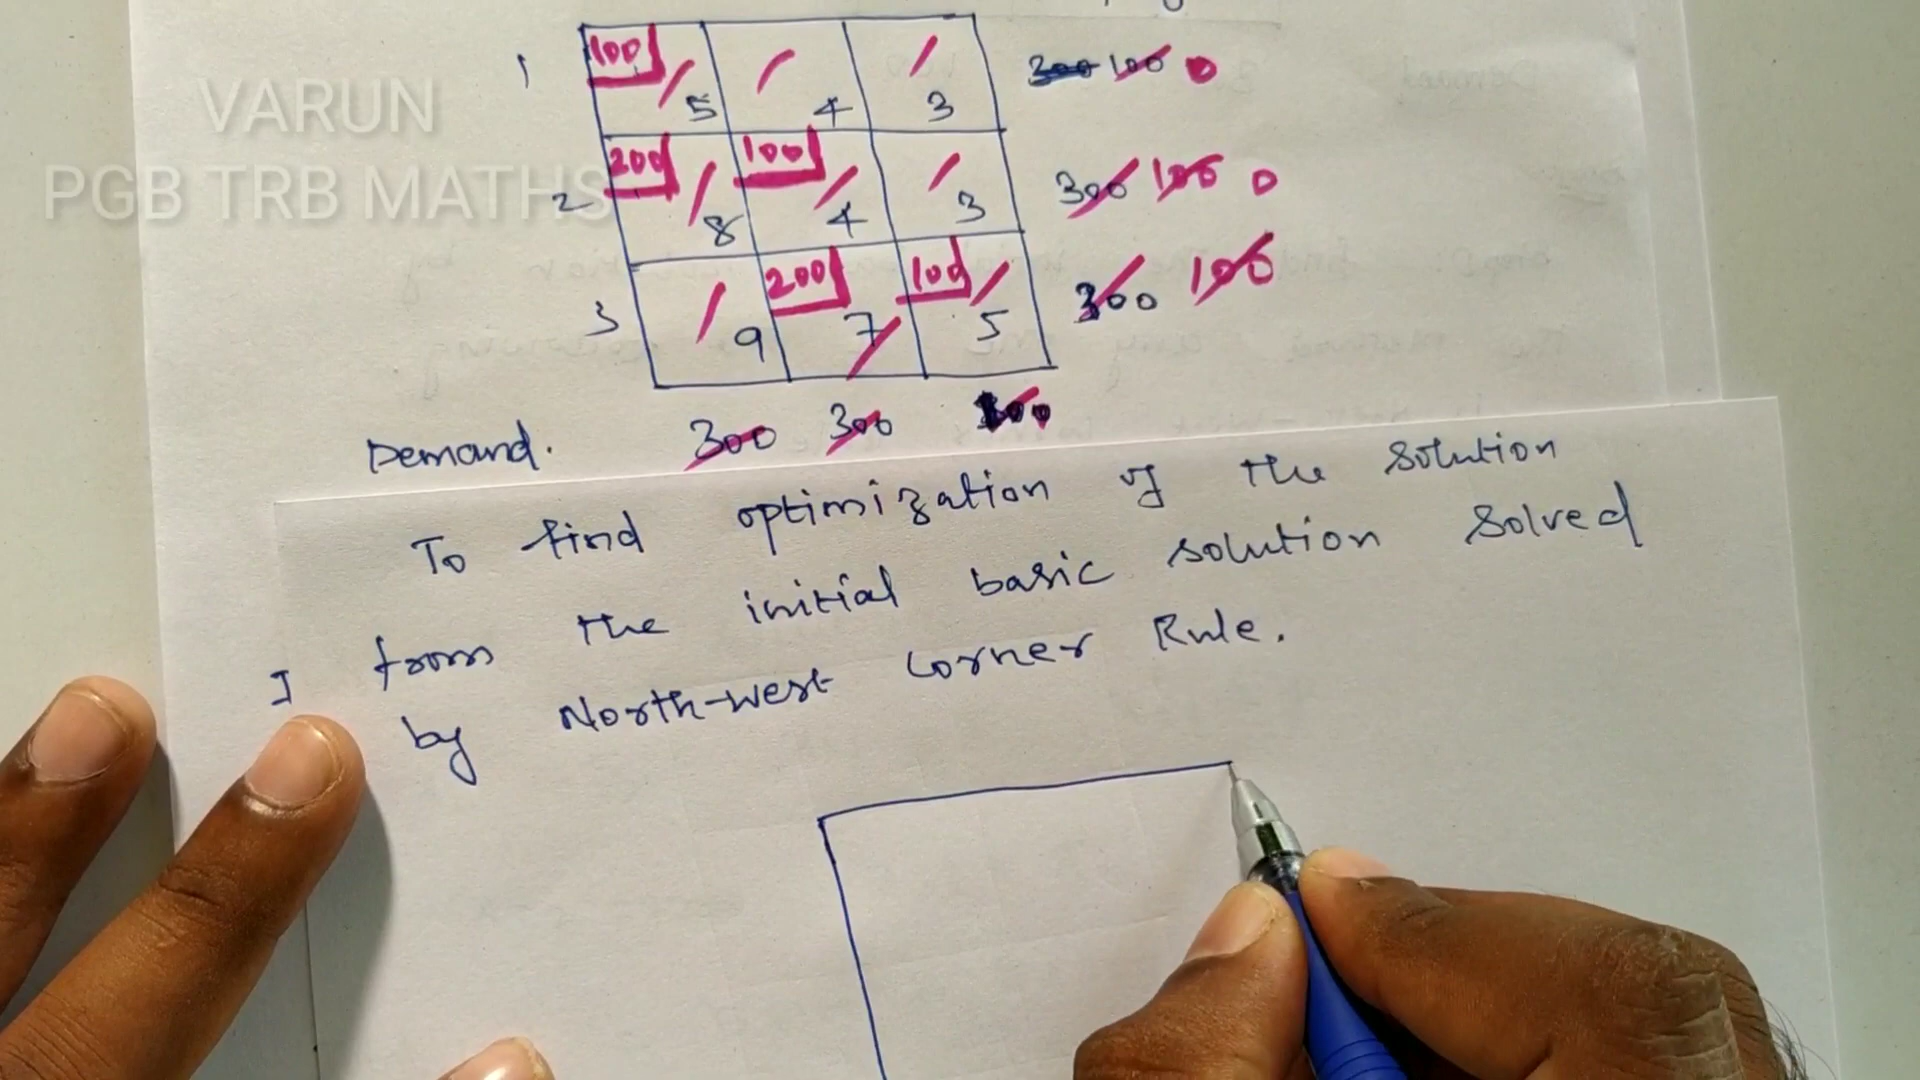 VARUN
PGB TRB MATHS
1 100 5 4 3 100 0
2 200 8 100 4 3 300 100 0
3 9 200 7 100 5 300 100
Demand. 300 300
To find optimization of the solution
I from the initial basic solution solved
by North-west corner Rule.